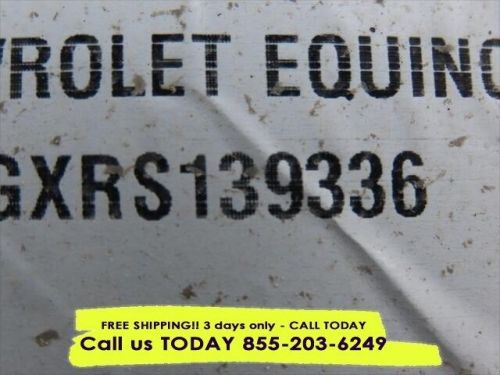 VROLET EQUINO
GXRS139336
FREE SHIPPING!! 3 days only - CALL TODAY
Call us TODAY 855-203-6249